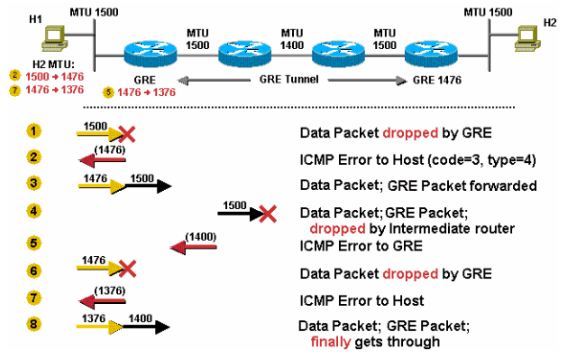 H1
MTU 1500
MTU
1500
MTU
1400
MTU
1500
MTU 1500
H2
H2 MTU:
2 1500 → 1476
7 1476 → 1376
GRE
5 1476 → 1376
GRE Tunnel
GRE 1476
1 1500 Data Packet dropped by GRE
2 (1476) ICMP Error to Host (code=3, type=4)
3 1476 1500 Data Packet; GRE Packet forwarded
4 1500 Data Packet; GRE Packet;
dropped by Intermediate router
5 (1400) ICMP Error to GRE
6 1476 Data Packet dropped by GRE
7 (1376) ICMP Error to Host
8 1376 1400 Data Packet; GRE Packet;
finally gets through